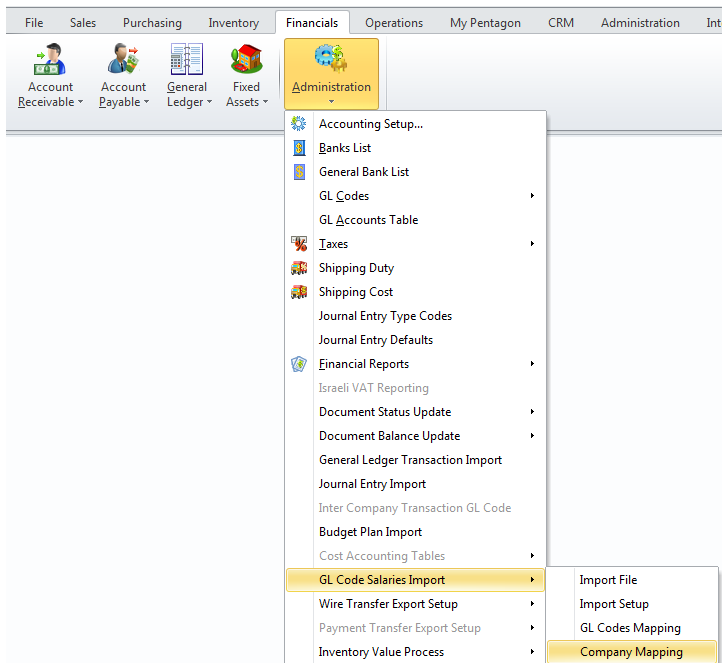 File Sales Purchasing Inventory Financials Operations My Pentagon CRM Administration Int
Account Receivable
Account Payable
General Ledger
Fixed Assets
Administration
Accounting Setup...
Banks List
General Bank List
GL Codes
GL Accounts Table
Taxes
Shipping Duty
Shipping Cost
Journal Entry Type Codes
Journal Entry Defaults
Financial Reports
Israeli VAT Reporting
Document Status Update
Document Balance Update
General Ledger Transaction Import
Journal Entry Import
Inter Company Transaction GL Code
Budget Plan Import
Cost Accounting Tables
GL Code Salaries Import
Wire Transfer Export Setup
Payment Transfer Export Setup
Inventory Value Process
Import File
Import Setup
GL Codes Mapping
Company Mapping